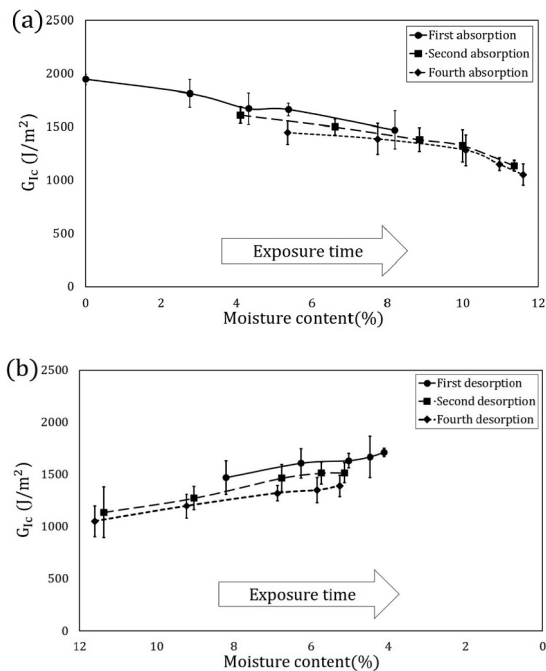 (a)
2500
2000
1500
1000
500
0
G_Ic (J/m²)
First absorption
Second absorption
Fourth absorption
Exposure time
0 2 4 6 8 10 12
Moisture content(%)
(b)
2500
2000
1500
1000
500
0
G_Ic (J/m²)
First desorption
Second desorption
Fourth desorption
Exposure time
12 10 8 6 4 2 0
Moisture content(%)